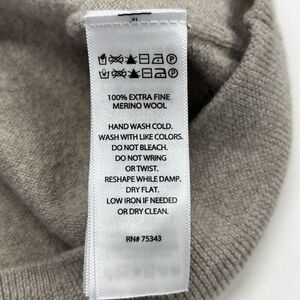 100% EXTRA FINE
MERINO WOOL
HAND WASH COLD.
WASH WITH LIKE COLORS.
DO NOT BLEACH.
DO NOT WRING
OR TWIST.
RESHAPE WHILE DAMP.
DRY FLAT.
LOW IRON IF NEEDED
OR DRY CLEAN.
RN# 75343